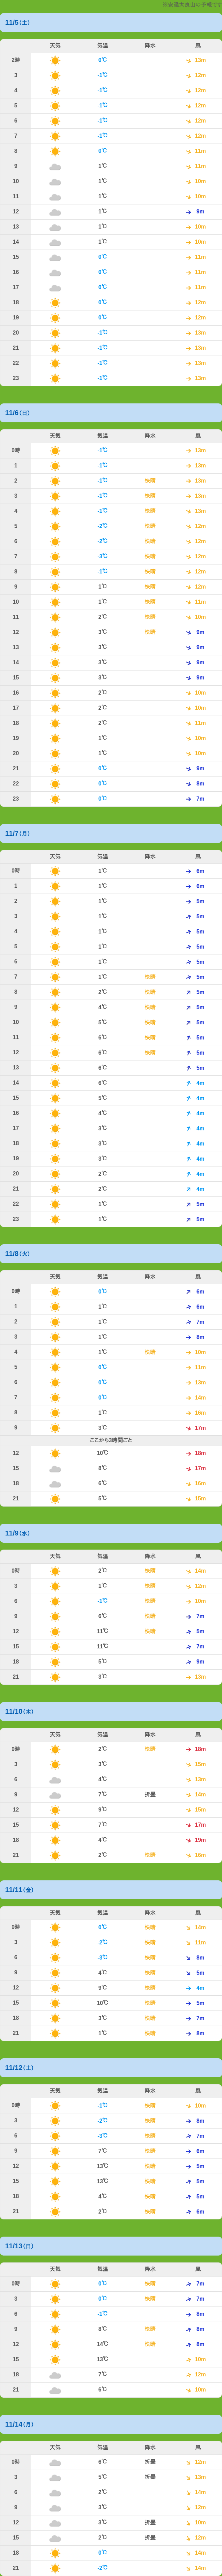 11/5(土)
天気 気温 降水 風
2時 0℃ 13m
3 -1℃ 12m
4 -1℃ 12m
5 -1℃ 12m
6 -1℃ 12m
7 -1℃ 12m
8 0℃ 11m
9 1℃ 11m
10 1℃ 10m
11 1℃ 10m
12 1℃ 9m
13 1℃ 10m
14 1℃ 10m
15 0℃ 11m
16 0℃ 11m
17 0℃ 11m
18 0℃ 12m
19 0℃ 12m
20 -1℃ 13m
21 -1℃ 13m
22 -1℃ 13m
23 -1℃ 13m
11/6(日)
天気 気温 降水 風
0時 -1℃ 13m
1 -1℃ 13m
2 -1℃ 快晴 13m
3 -1℃ 快晴 13m
4 -1℃ 快晴 13m
5 -2℃ 快晴 12m
6 -2℃ 快晴 12m
7 -3℃ 快晴 12m
8 -1℃ 快晴 12m
9 1℃ 快晴 12m
10 1℃ 快晴 11m
11 2℃ 快晴 10m
12 3℃ 快晴 9m
13 3℃ 9m
14 3℃ 9m
15 3℃ 9m
16 2℃ 10m
17 2℃ 10m
18 2℃ 11m
19 1℃ 10m
20 1℃ 10m
21 0℃ 9m
22 0℃ 8m
23 0℃ 7m
11/7(月)
天気 気温 降水 風
0時 1℃ 6m
1 1℃ 6m
2 1℃ 5m
3 1℃ 5m
4 1℃ 5m
5 1℃ 5m
6 1℃ 5m
7 1℃ 快晴 5m
8 2℃ 快晴 5m
9 4℃ 快晴 5m
10 5℃ 快晴 5m
11 6℃ 快晴 5m
12 6℃ 快晴 5m
13 6℃ 5m
14 6℃ 4m
15 5℃ 4m
16 4℃ 4m
17 3℃ 4m
18 3℃ 4m
19 3℃ 4m
20 2℃ 4m
21 2℃ 4m
22 1℃ 5m
23 1℃ 5m
11/8(火)
天気 気温 降水 風
0時 0℃ 6m
1 1℃ 6m
2 1℃ 7m
3 1℃ 8m
4 1℃ 快晴 10m
5 0℃ 11m
6 0℃ 13m
7 0℃ 14m
8 1℃ 16m
9 3℃ 17m
ここから3時間ごと
12 10℃ 18m
15 8℃ 17m
18 6℃ 16m
21 5℃ 15m
11/9(水)
天気 気温 降水 風
0時 2℃ 快晴 14m
3 1℃ 快晴 12m
6 -1℃ 快晴 10m
9 6℃ 快晴 7m
12 11℃ 快晴 5m
15 11℃ 7m
18 5℃ 9m
21 3℃ 13m
11/10(木)
天気 気温 降水 風
0時 2℃ 快晴 18m
3 3℃ 15m
6 4℃ 13m
9 7℃ 折曇 14m
12 9℃ 15m
15 7℃ 17m
18 4℃ 19m
21 2℃ 快晴 16m
11/11(金)
天気 気温 降水 風
0時 0℃ 快晴 14m
3 -2℃ 快晴 11m
6 -3℃ 快晴 8m
9 4℃ 快晴 5m
12 9℃ 快晴 4m
15 10℃ 快晴 5m
18 3℃ 快晴 7m
21 1℃ 快晴 8m
11/12(土)
天気 気温 降水 風
0時 -1℃ 快晴 10m
3 -2℃ 快晴 8m
6 -3℃ 快晴 7m
9 7℃ 快晴 6m
12 13℃ 快晴 5m
15 13℃ 快晴 5m
18 4℃ 快晴 5m
21 2℃ 快晴 6m
11/13(日)
天気 気温 降水 風
0時 0℃ 快晴 7m
3 0℃ 快晴 7m
6 -1℃ 快晴 8m
9 8℃ 快晴 8m
12 14℃ 快晴 8m
15 13℃ 10m
18 7℃ 12m
21 6℃ 10m
11/14(月)
天気 気温 降水 風
0時 6℃ 折曇 12m
3 5℃ 折曇 12m
6 2℃ 14m
9 3℃ 12m
12 3℃ 折曇 10m
15 2℃ 折曇 12m
18 0℃ 14m
21 -2℃ 14m